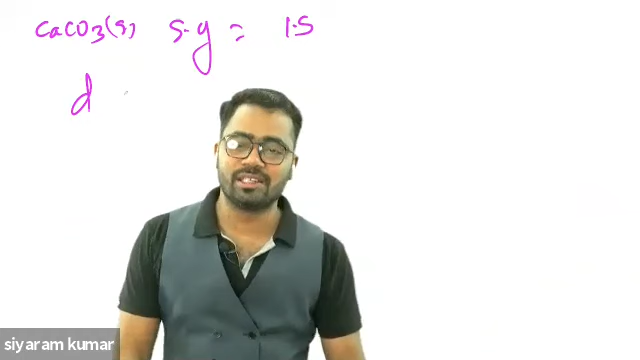 CaCO₃(s) s.g = 1.5
d
siyaram kumar